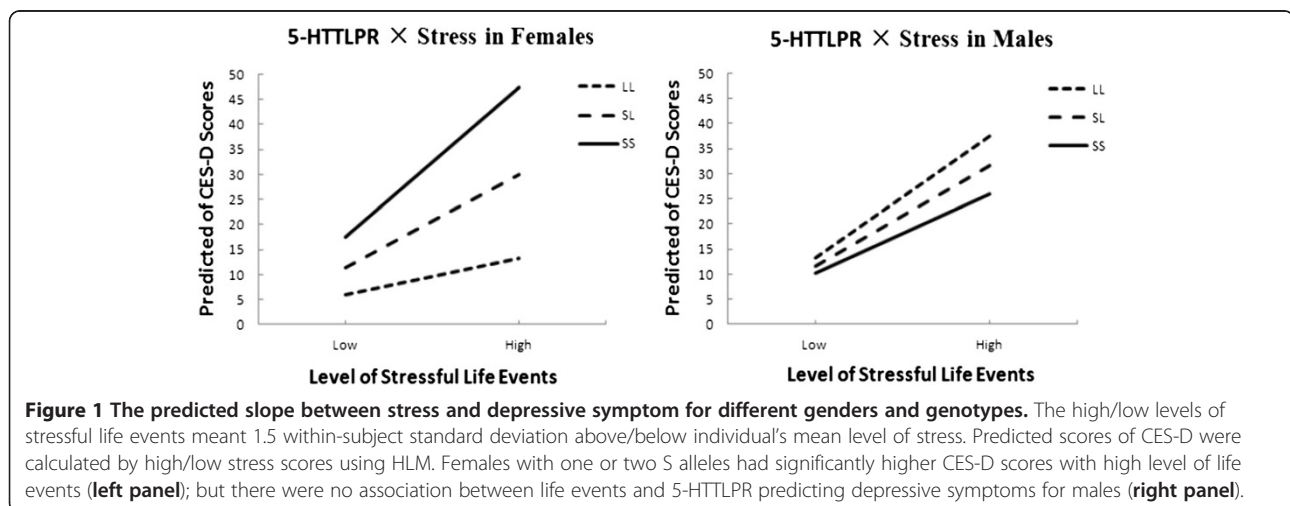 5-HTTLPR × Stress in Females
50
45
40
35
30
25
20
15
10
5
0
Predicted of CES-D Scores
LL
SL
SS
Low
High
Level of Stressful Life Events
5-HTTLPR × Stress in Males
50
45
40
35
30
25
20
15
10
5
0
Predicted of CES-D Scores
LL
SL
SS
Low
High
Level of Stressful Life Events
Figure 1 The predicted slope between stress and depressive symptom for different genders and genotypes. The high/low levels of
stressful life events meant 1.5 within-subject standard deviation above/below individual's mean level of stress. Predicted scores of CES-D were
calculated by high/low stress scores using HLM. Females with one or two S alleles had significantly higher CES-D scores with high level of life
events (left panel); but there were no association between life events and 5-HTTLPR predicting depressive symptoms for males (right panel).